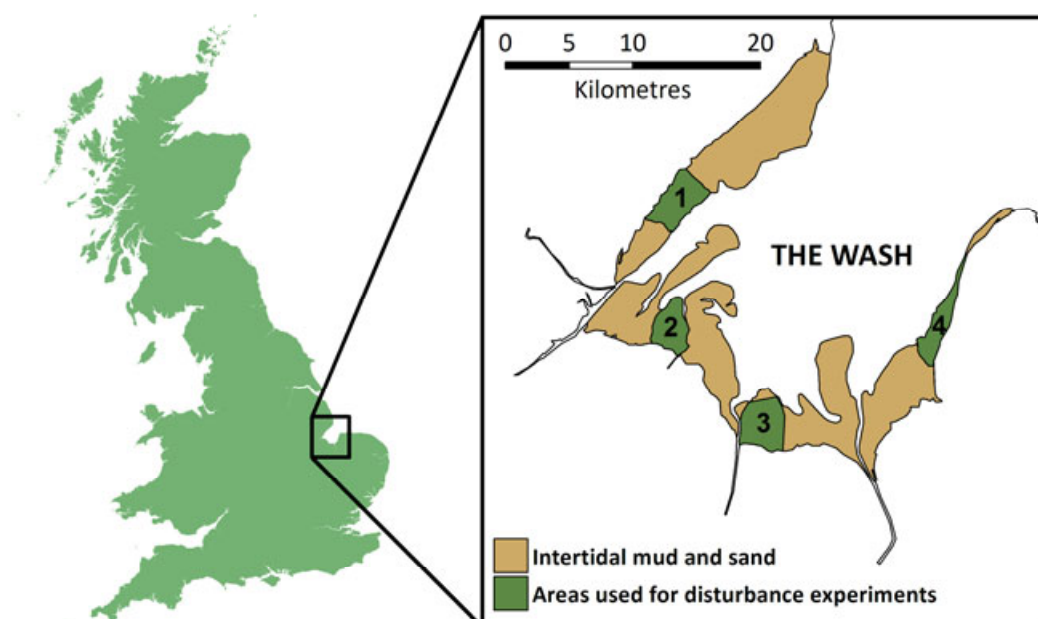 0 5 10 20
Kilometres
1
THE WASH
2
4
3
Intertidal mud and sand
Areas used for disturbance experiments